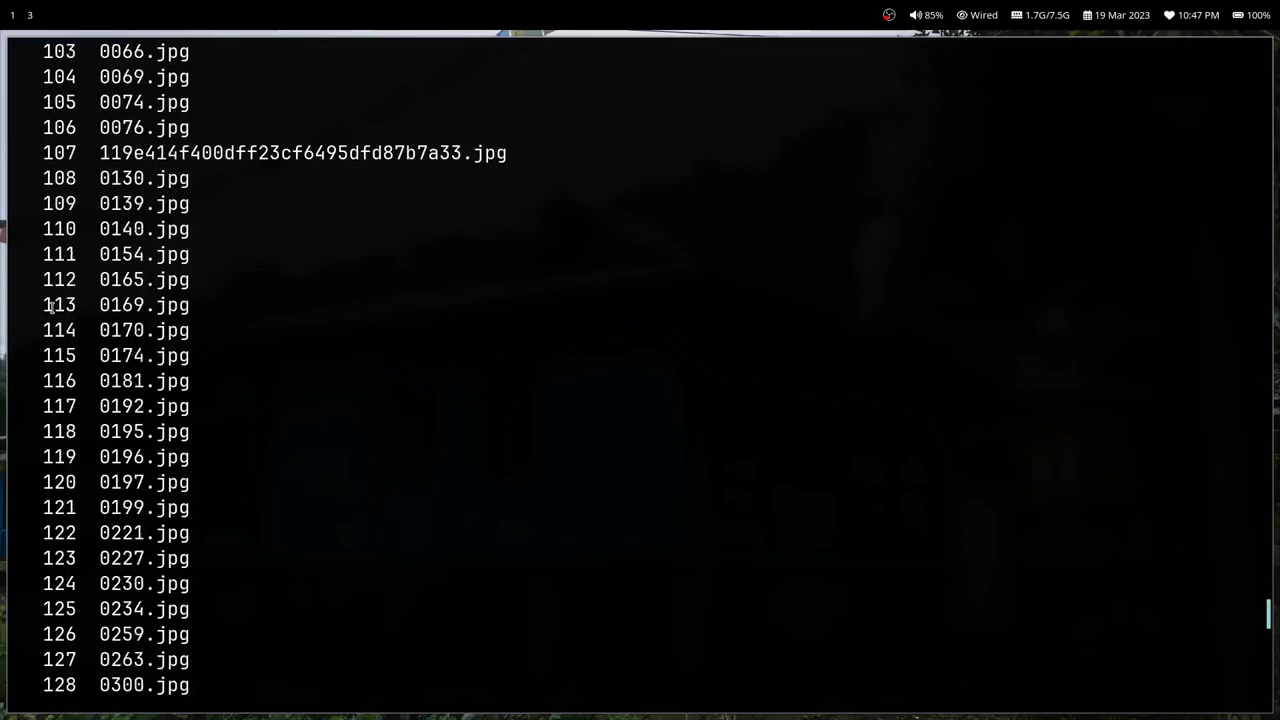 1 3 85% Wired 1.7G/7.5G 19 Mar 2023 10:47 PM 100%
103 0066.jpg
104 0069.jpg
105 0074.jpg
106 0076.jpg
107 119e414f400dff23cf6495dfd87b7a33.jpg
108 0130.jpg
109 0139.jpg
110 0140.jpg
111 0154.jpg
112 0165.jpg
113 0169.jpg
114 0170.jpg
115 0174.jpg
116 0181.jpg
117 0192.jpg
118 0195.jpg
119 0196.jpg
120 0197.jpg
121 0199.jpg
122 0221.jpg
123 0227.jpg
124 0230.jpg
125 0234.jpg
126 0259.jpg
127 0263.jpg
128 0300.jpg